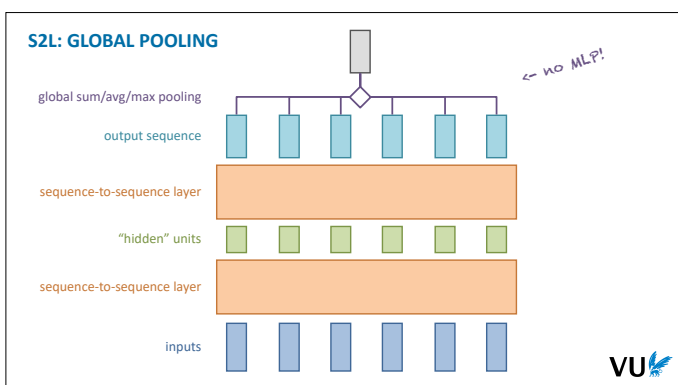 S2L: GLOBAL POOLING
<- no MLP!
global sum/avg/max pooling
output sequence
sequence-to-sequence layer
“hidden” units
sequence-to-sequence layer
inputs
VU